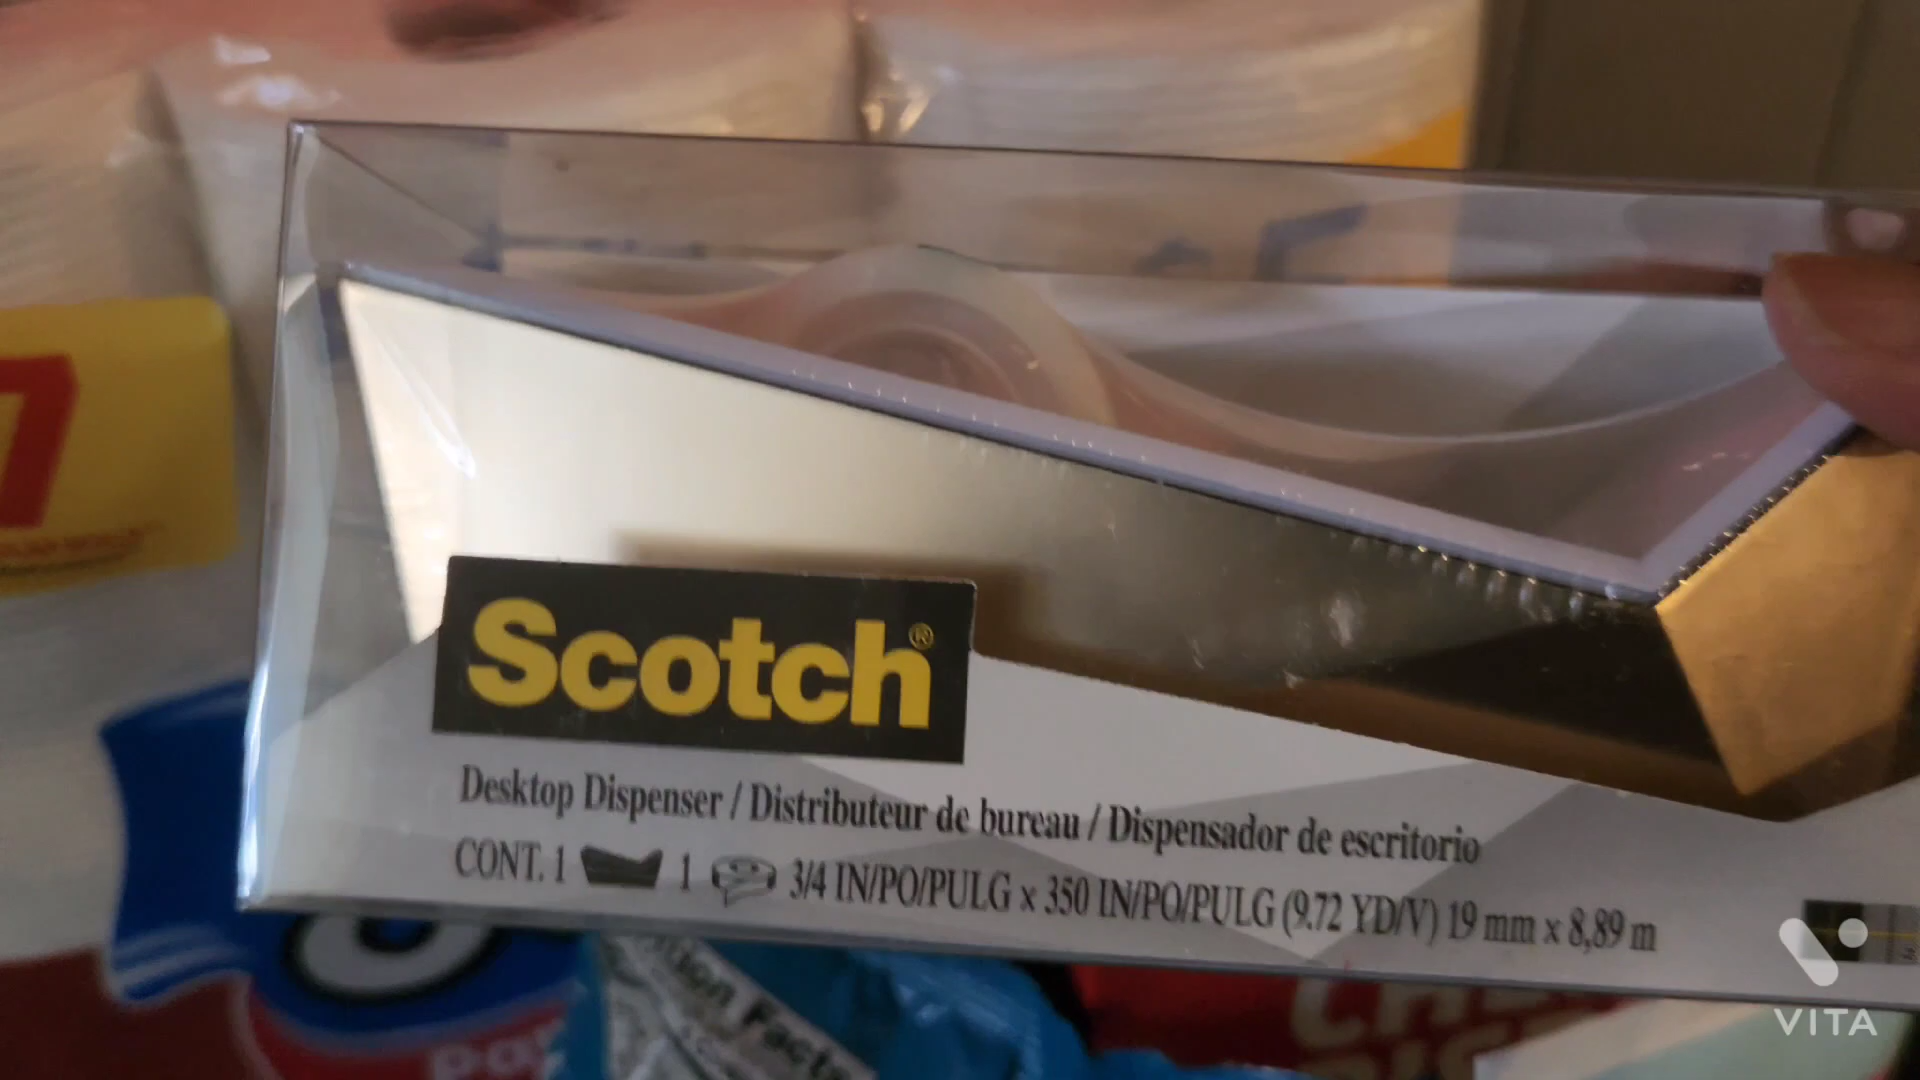 Scotch®
Desktop Dispenser / Distributeur de bureau / Dispensador de escritorio
CONT. 1 1 3/4 IN/PO/PULG x 350 IN/PO/PULG (9.72 YD/V) 19 mm x 8,89 m
Facts
VITA